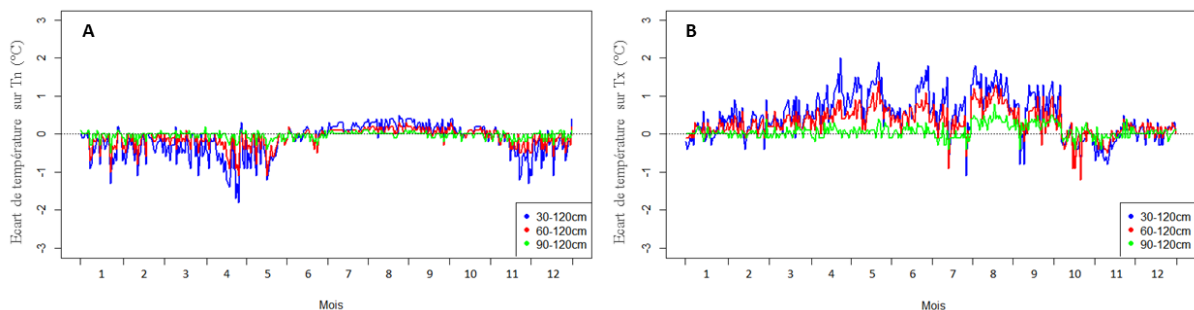 A
Ecart de température sur Tn (°C)
3
2
1
0
-1
-2
-3
30-120cm
60-120cm
90-120cm
1 2 3 4 5 6 7 8 9 10 11 12
Mois
B
Ecart de température sur Tx (°C)
3
2
1
0
-1
-2
-3
30-120cm
60-120cm
90-120cm
1 2 3 4 5 6 7 8 9 10 11 12
Mois